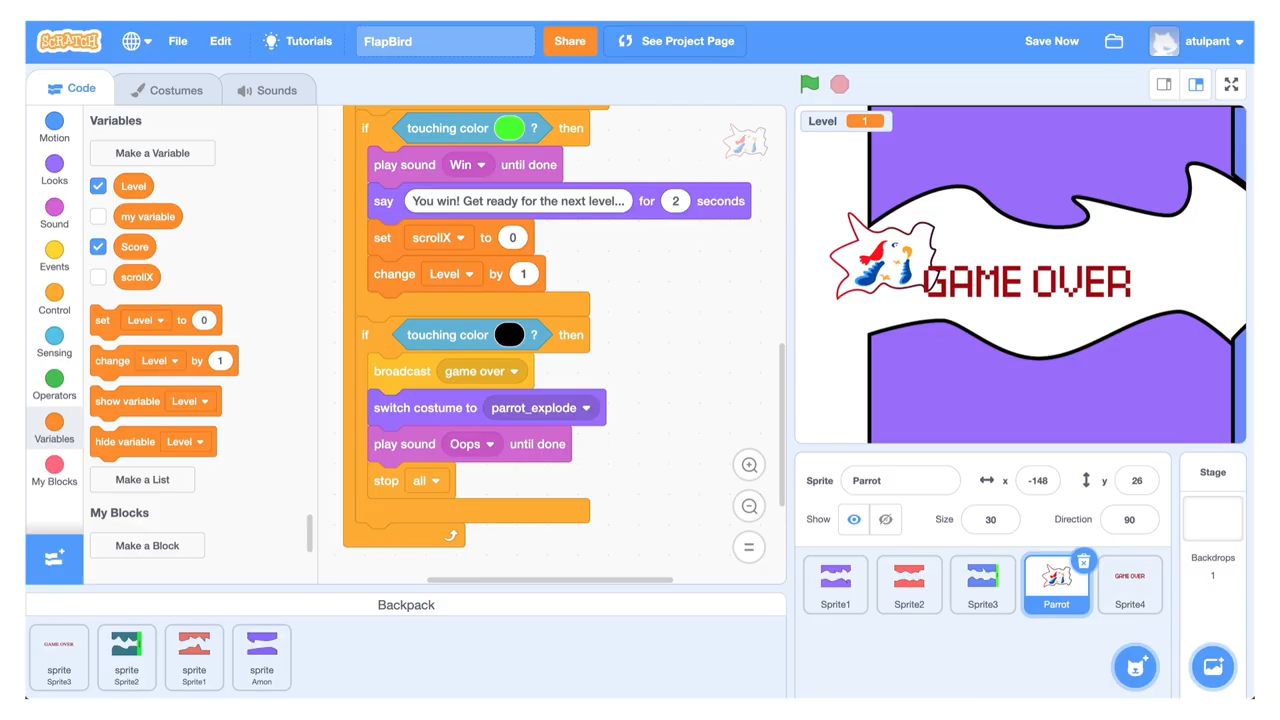 SCRATCH File Edit Tutorials FlapBird Share See Project Page Save Now atulpant
Code Costumes Sounds
Motion
Looks
Sound
Events
Control
Sensing
Operators
Variables
My Blocks
Variables
Make a Variable
Level
my variable
Score
scrollX
set Level to 0
change Level by 1
show variable Level
hide variable Level
Make a List
My Blocks
Make a Block
if touching color ? then
play sound Win until done
say You win! Get ready for the next level... for 2 seconds
set scrollX to 0
change Level by 1
if touching color ? then
broadcast game over
switch costume to parrot_explode
play sound Oops until done
stop all
Level 1
GAME OVER
Sprite Parrot x -148 y 26
Show Size 30 Direction 90
Sprite1 Sprite2 Sprite3 Parrot GAME OVER Sprite4
Stage
Backdrops
1
Backpack
GAME OVER
sprite sprite sprite sprite
Sprite3 Sprite2 Sprite1 Amon